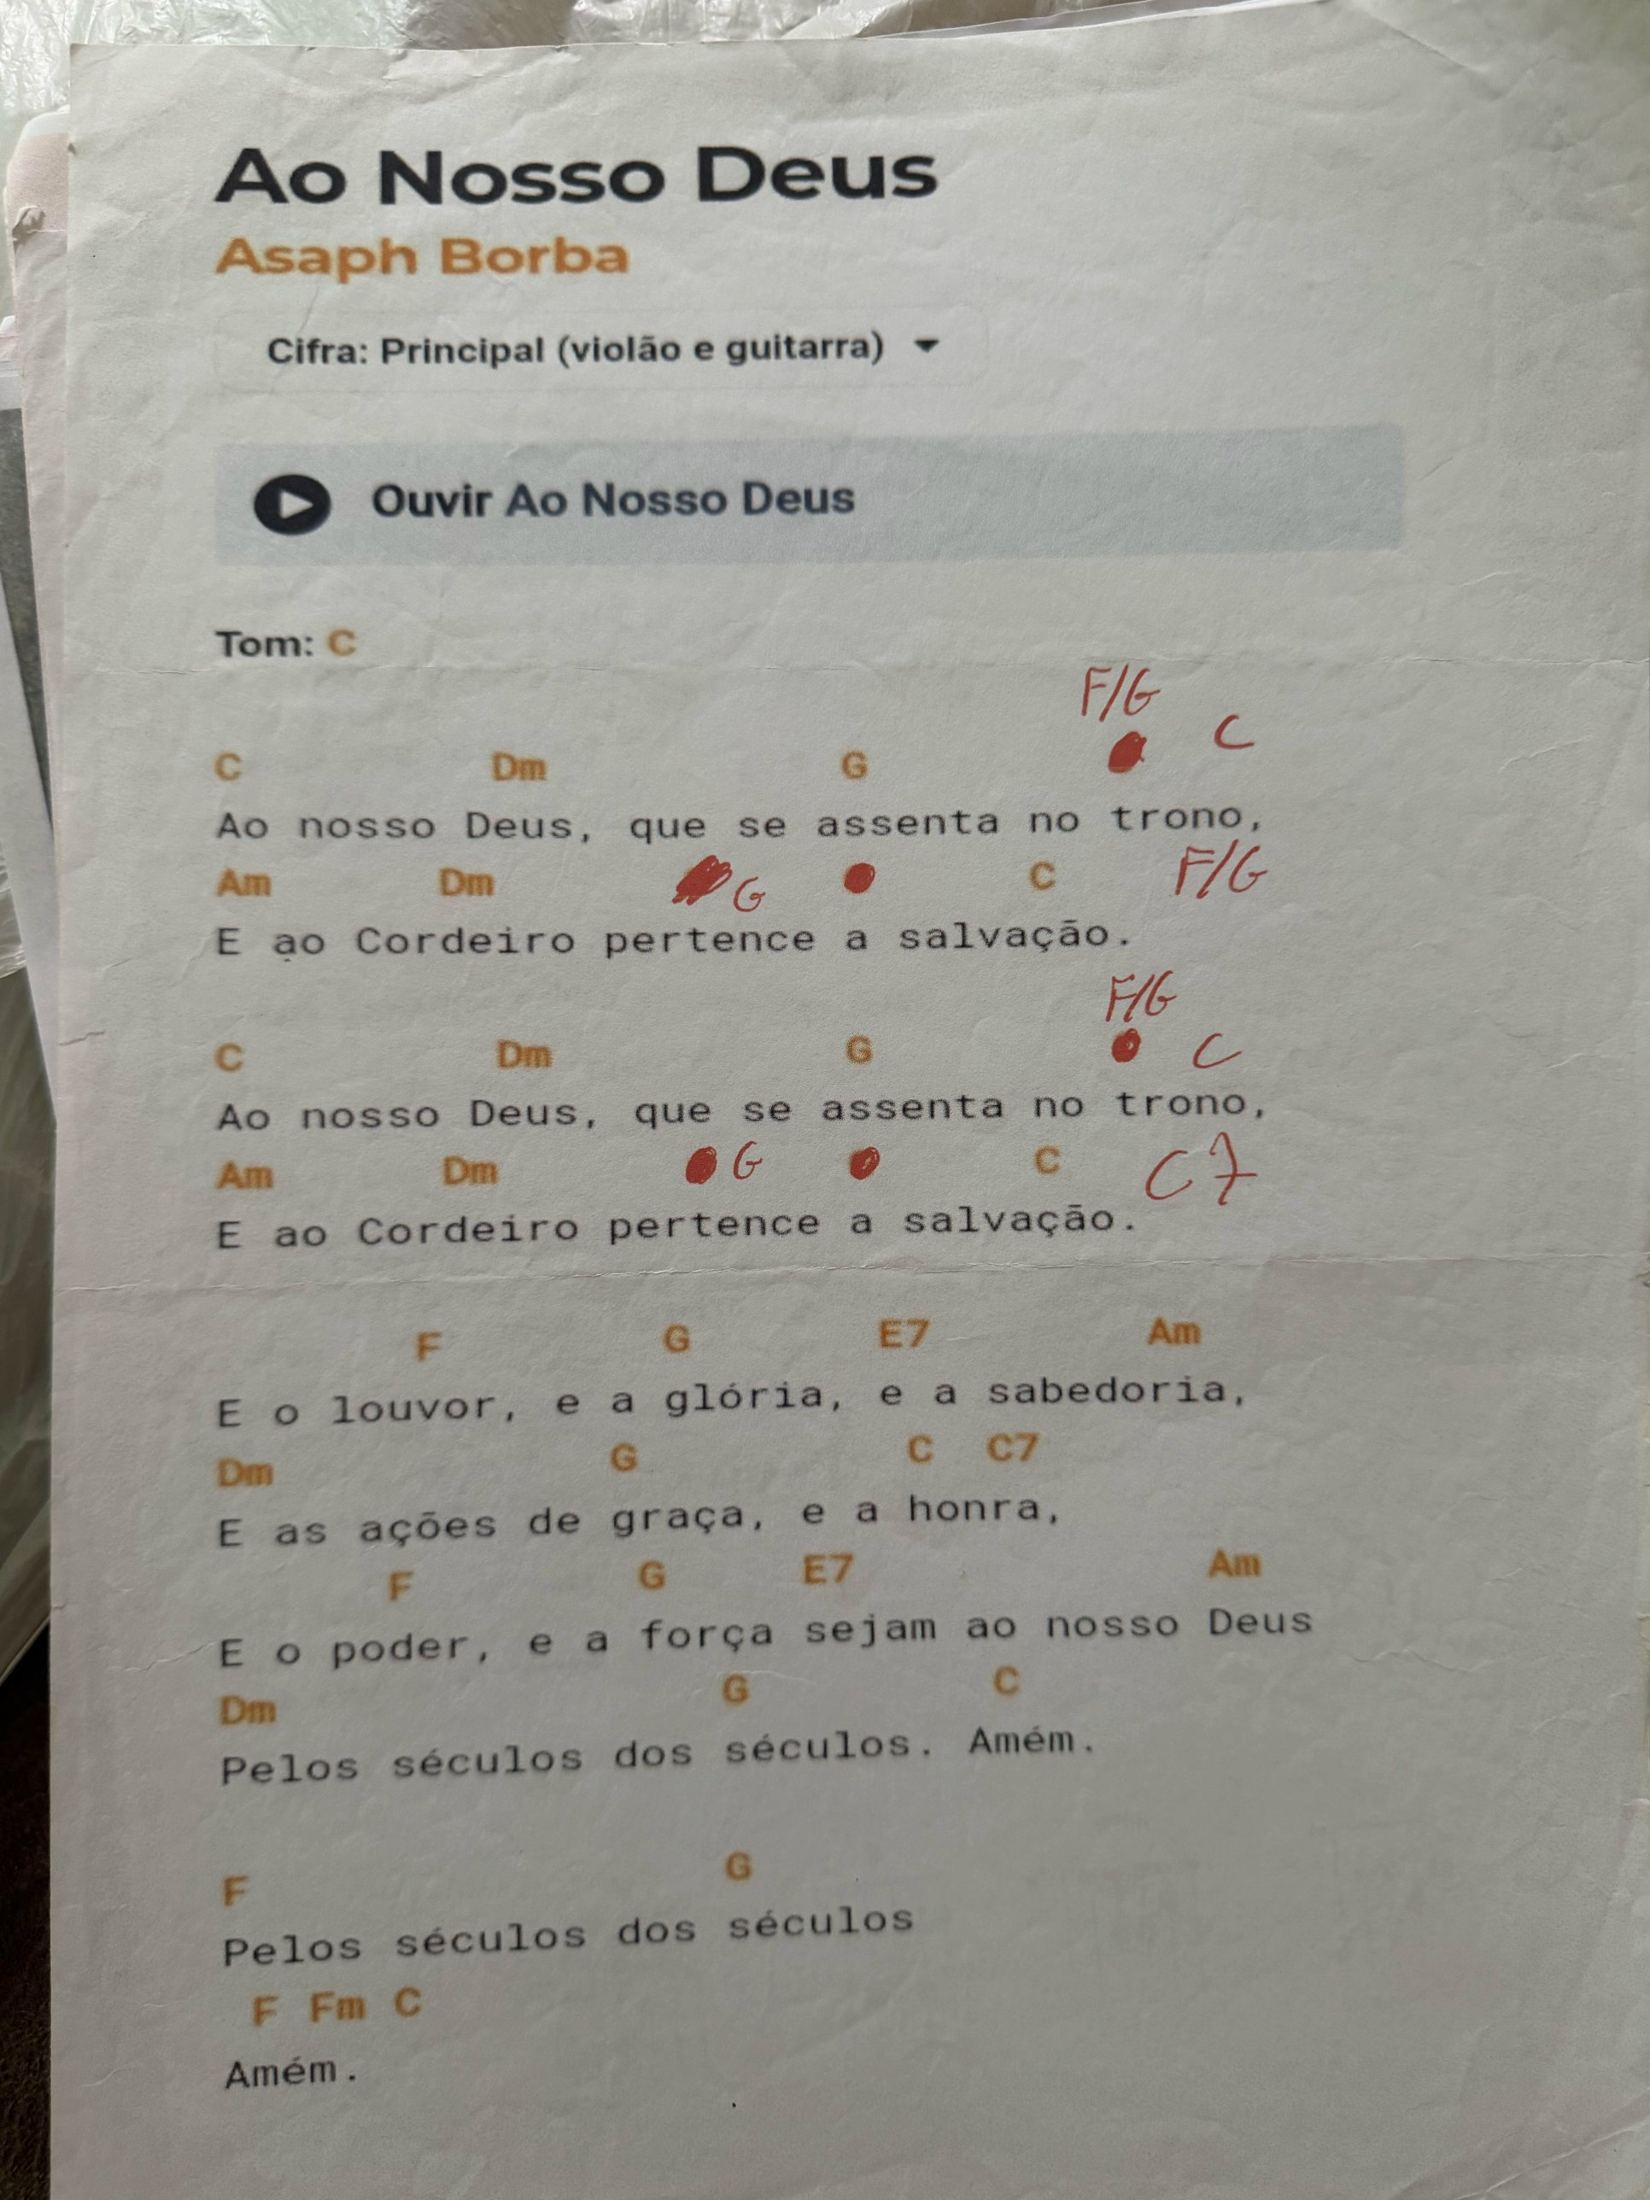 Ao Nosso Deus
Asaph Borba
Cifra: Principal (violão e guitarra)
Ouvir Ao Nosso Deus
Tom: C
F/G
C Dm G C
Ao nosso Deus, que se assenta no trono,
Am Dm G C F/G
E ao Cordeiro pertence a salvação.
F/G
C Dm G C
Ao nosso Deus, que se assenta no trono,
Am Dm G C C7
E ao Cordeiro pertence a salvação.
F G E7 Am
E o louvor, e a glória, e a sabedoria,
Dm G C C7
E as ações de graça, e a honra,
F G E7 Am
E o poder, e a força sejam ao nosso Deus
Dm G C
Pelos séculos dos séculos. Amém.
F G
Pelos séculos dos séculos
F Fm C
Amém.